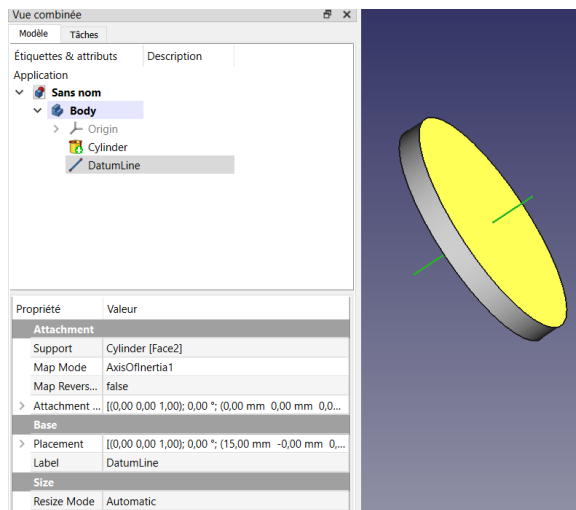 Vue combinée
Modèle Tâches
Étiquettes & attributs Description
Application
Sans nom
Body
Origin
Cylinder
DatumLine
Propriété Valeur
Attachment
Support Cylinder [Face2]
Map Mode AxisOfInertia1
Map Revers... false
Attachment ... [(0,00 0,00 1,00); 0,00 °; (0,00 mm 0,00 mm 0,0...
Base
Placement [(0,00 0,00 1,00); 0,00 °; (15,00 mm -0,00 mm 0,...
Label DatumLine
Size
Resize Mode Automatic